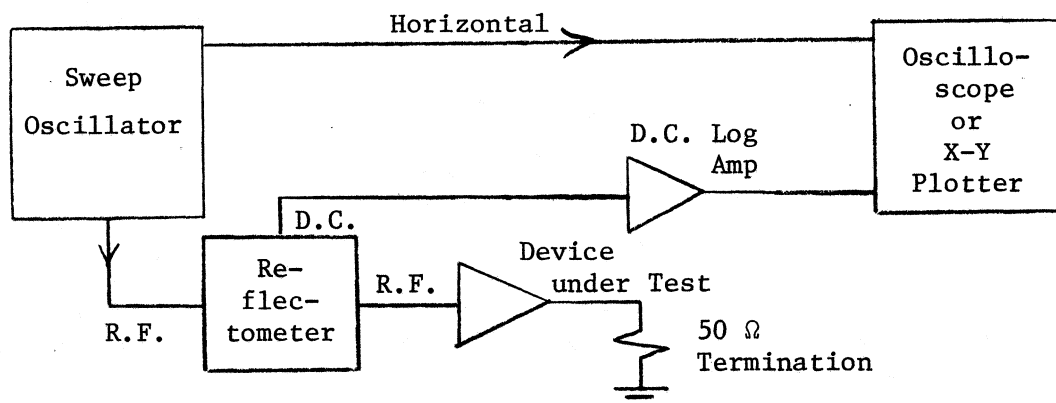 Horizontal
Sweep
Oscillator
Oscillo-
scope
or
X-Y
Plotter
D.C. Log
Amp
D.C.
Re-
flec-
tometer
R.F.
R.F.
Device
under Test
50 Ω
Termination